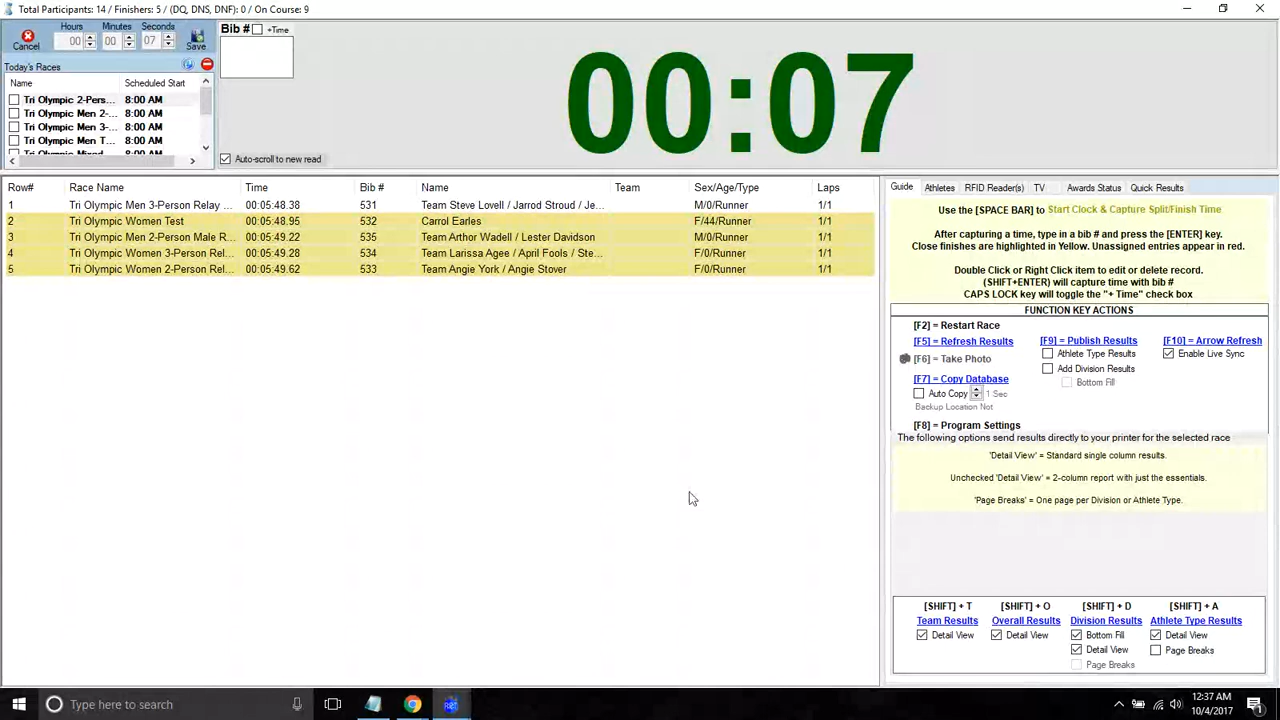 Total Participants: 14 / Finishers: 5 / (DQ, DNS, DNF): 0 / On Course: 9
Hours Minutes Seconds
Cancel 00 00 07 Save
Bib # +Time
00:07
Today's Races
Name Scheduled Start
Tri Olympic 2-Pers... 8:00 AM
Tri Olympic Men 2-... 8:00 AM
Tri Olympic Men 3-... 8:00 AM
Tri Olympic Men T... 8:00 AM
Tri Olympic Mixed 8:00 AM
Auto-scroll to new read
Row# Race Name Time Bib # Name Team Sex/Age/Type Laps
1 Tri Olympic Men 3-Person Relay ... 00:05:48.38 531 Team Steve Lovell / Jarrod Stroud / Je... M/0/Runner 1/1
2 Tri Olympic Women Test 00:05:48.95 532 Carrol Earles F/44/Runner 1/1
3 Tri Olympic Men 2-Person Male R... 00:05:49.22 535 Team Arthor Wadell / Lester Davidson M/0/Runner 1/1
4 Tri Olympic Women 3-Person Rel... 00:05:49.28 534 Team Larissa Agee / April Fools / Ste... F/0/Runner 1/1
5 Tri Olympic Women 2-Person Rel... 00:05:49.62 533 Team Angie York / Angie Stover F/0/Runner 1/1
Guide Athletes RFID Reader(s) TV Awards Status Quick Results
Use the [SPACE BAR] to Start Clock & Capture Split/Finish Time
After capturing a time, type in a bib # and press the [ENTER] key.
Close finishes are highlighted in Yellow. Unassigned entries appear in red.
Double Click or Right Click item to edit or delete record.
(SHIFT+ENTER) will capture time with bib #
CAPS LOCK key will toggle the "+ Time" check box
FUNCTION KEY ACTIONS
[F2] = Restart Race
[F5] = Refresh Results [F9] = Publish Results [F10] = Arrow Refresh
[F6] = Take Photo Athlete Type Results Enable Live Sync
Add Division Results
[F7] = Copy Database Bottom Fill
Auto Copy 1 Sec
Backup Location Not
[F8] = Program Settings
The following options send results directly to your printer for the selected race
'Detail View' = Standard single column results.
Unchecked 'Detail View' = 2-column report with just the essentials.
'Page Breaks' = One page per Division or Athlete Type.
[SHIFT] + T [SHIFT] + O [SHIFT] + D [SHIFT] + A
Team Results Overall Results Division Results Athlete Type Results
Detail View Detail View Bottom Fill Detail View
Detail View Page Breaks
Page Breaks
Type here to search
12:37 AM
10/4/2017